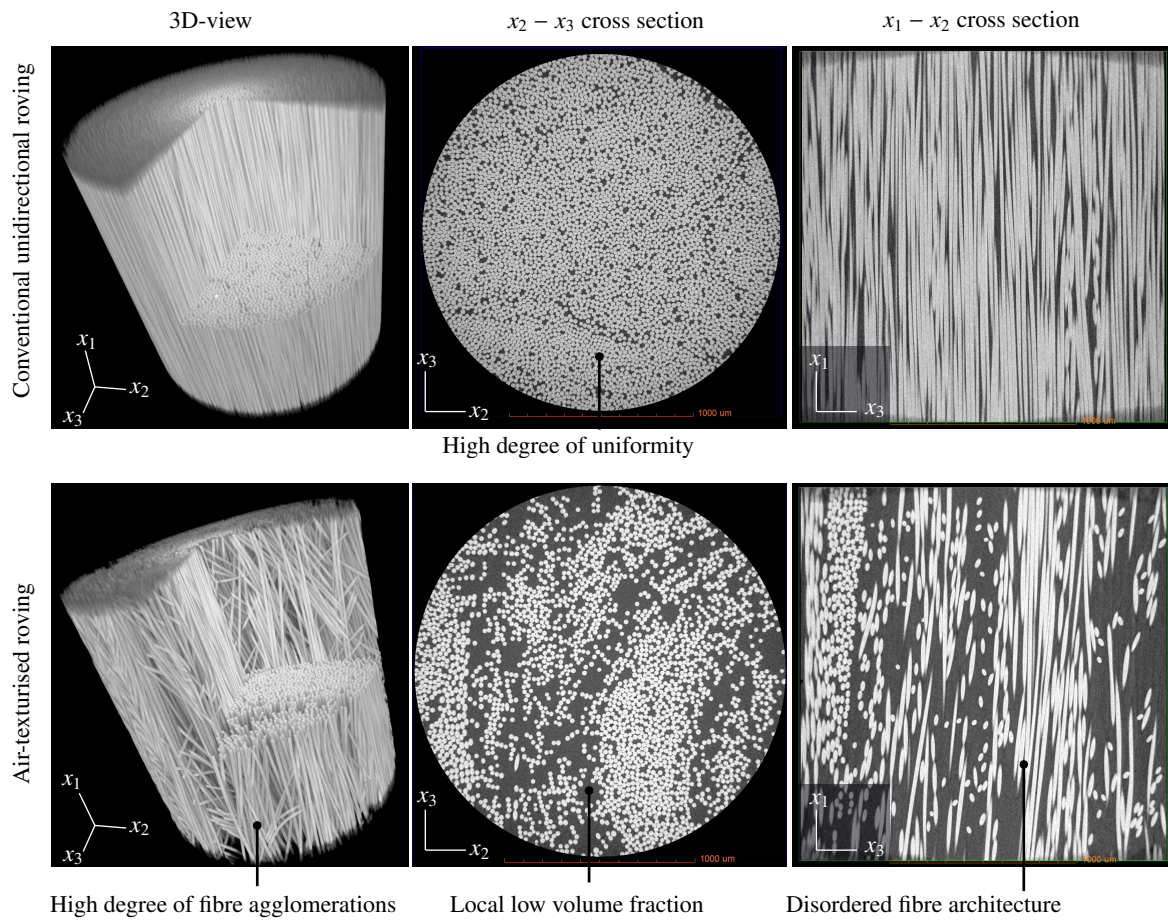 3D-view
x₂ − x₃ cross section
x₁ − x₂ cross section
Conventional unidirectional roving
x₁
x₂
x₃
x₃
x₂
1000 um
x₁
x₃
1000 um
High degree of uniformity
Air-texturised roving
x₁
x₂
x₃
x₃
x₂
1000 um
x₁
x₃
1000 um
High degree of fibre agglomerations
Local low volume fraction
Disordered fibre architecture